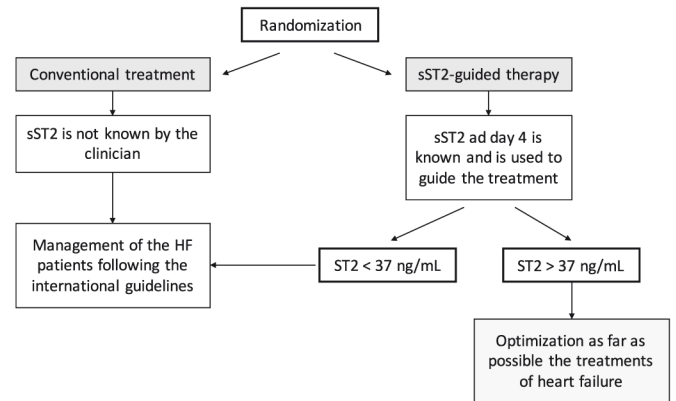 Randomization
Conventional treatment
sST2-guided therapy
sST2 is not known by the
clinician
sST2 ad day 4 is
known and is used to
guide the treatment
Management of the HF
patients following the
international guidelines
ST2 < 37 ng/mL
ST2 > 37 ng/mL
Optimization as far as
possible the treatments
of heart failure